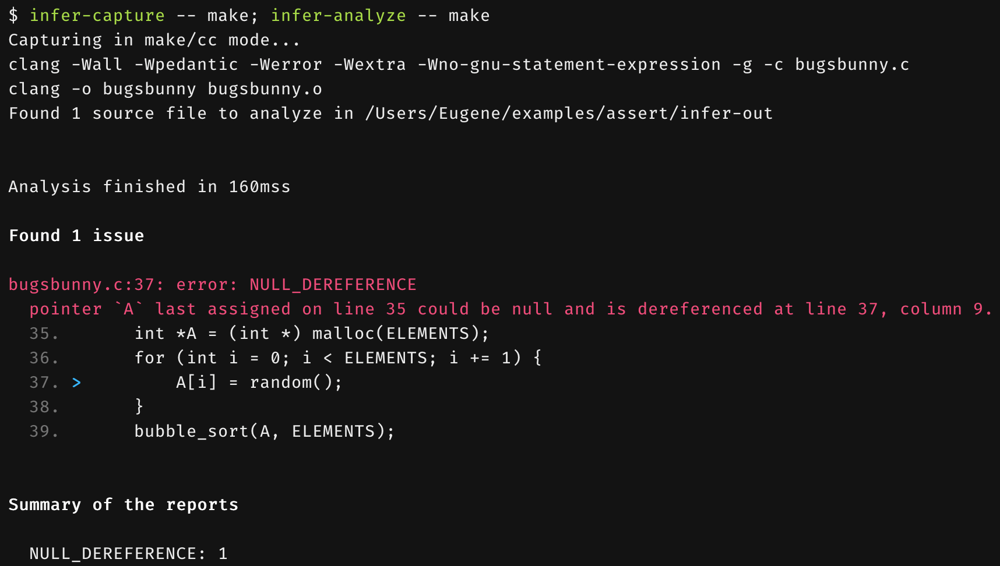 $ infer-capture -- make; infer-analyze -- make
Capturing in make/cc mode...
clang -Wall -Wpedantic -Werror -Wextra -Wno-gnu-statement-expression -g -c bugsbunny.c
clang -o bugsbunny bugsbunny.o
Found 1 source file to analyze in /Users/Eugene/examples/assert/infer-out
Analysis finished in 160mss
Found 1 issue
bugsbunny.c:37: error: NULL_DEREFERENCE
  pointer `A` last assigned on line 35 could be null and is dereferenced at line 37, column 9.
  35.       int *A = (int *) malloc(ELEMENTS);
  36.       for (int i = 0; i < ELEMENTS; i += 1) {
  37. >         A[i] = random();
  38.       }
  39.       bubble_sort(A, ELEMENTS);
Summary of the reports
  NULL_DEREFERENCE: 1